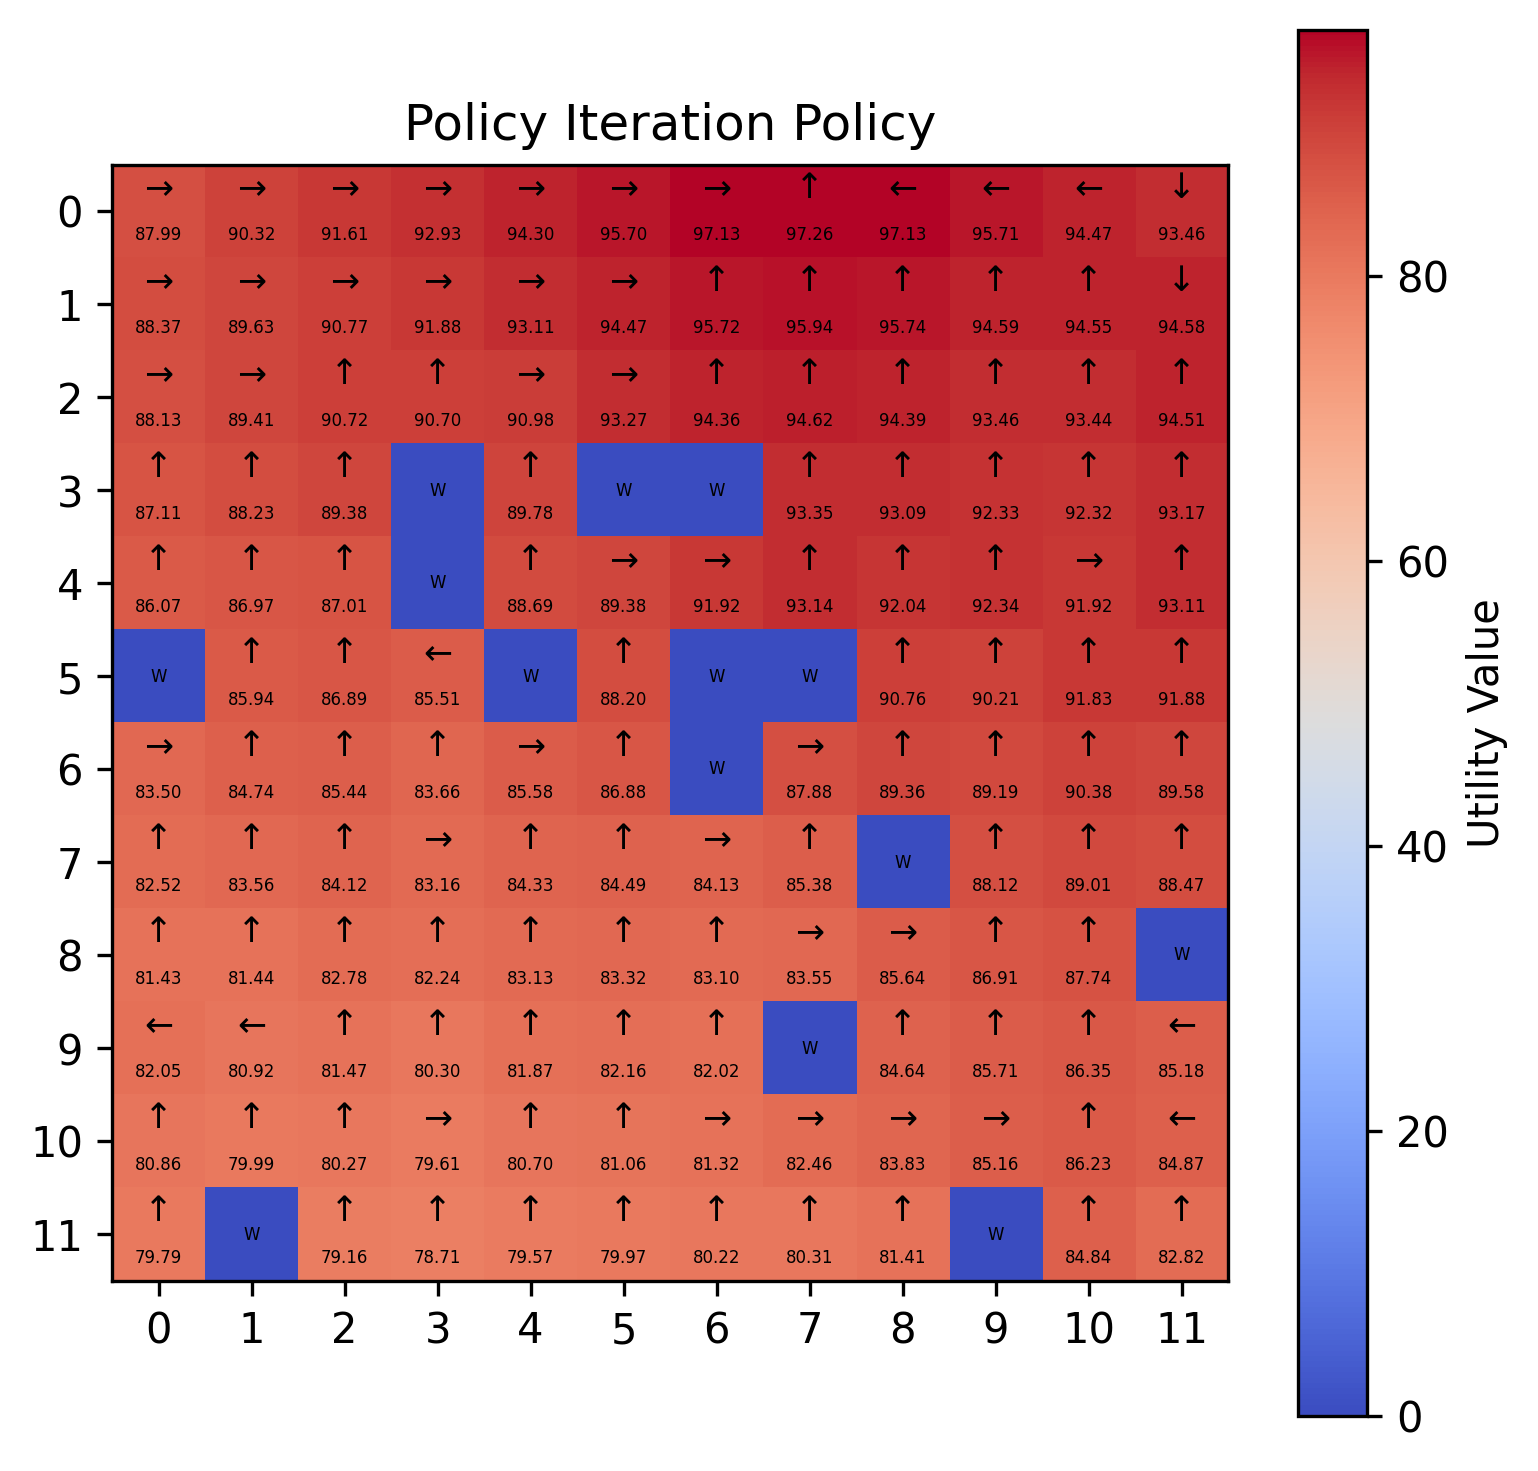 Policy Iteration Policy
0 → → → → → → → ↑ ← ← ← ↓
87.99 90.32 91.61 92.93 94.30 95.70 97.13 97.26 97.13 95.71 94.47 93.46
1 → → → → → → ↑ ↑ ↑ ↑ ↑ ↓
88.37 89.63 90.77 91.88 93.11 94.47 95.72 95.94 95.74 94.59 94.55 94.58
2 → → ↑ ↑ → → ↑ ↑ ↑ ↑ ↑ ↑
88.13 89.41 90.72 90.70 90.98 93.27 94.36 94.62 94.39 93.46 93.44 94.51
3 ↑ ↑ ↑ W ↑ W W ↑ ↑ ↑ ↑ ↑
87.11 88.23 89.38 89.78 93.35 93.09 92.33 92.32 93.17
4 ↑ ↑ ↑ W ↑ → → ↑ ↑ ↑ → ↑
86.07 86.97 87.01 88.69 89.38 91.92 93.14 92.04 92.34 91.92 93.11
5 W ↑ ↑ ← W ↑ W W ↑ ↑ ↑ ↑
85.94 86.89 85.51 88.20 90.76 90.21 91.83 91.88
6 → ↑ ↑ ↑ → ↑ W → ↑ ↑ ↑ ↑
83.50 84.74 85.44 83.66 85.58 86.88 87.88 89.36 89.19 90.38 89.58
7 ↑ ↑ ↑ → ↑ ↑ → ↑ W ↑ ↑ ↑
82.52 83.56 84.12 83.16 84.33 84.49 84.13 85.38 88.12 89.01 88.47
8 ↑ ↑ ↑ ↑ ↑ ↑ ↑ → → ↑ ↑ W
81.43 81.44 82.78 82.24 83.13 83.32 83.10 83.55 85.64 86.91 87.74
9 ← ← ↑ ↑ ↑ ↑ ↑ W ↑ ↑ ↑ ←
82.05 80.92 81.47 80.30 81.87 82.16 82.02 84.64 85.71 86.35 85.18
10 ↑ ↑ ↑ → ↑ ↑ → → → → ↑ ←
80.86 79.99 80.27 79.61 80.70 81.06 81.32 82.46 83.83 85.16 86.23 84.87
11 ↑ W ↑ ↑ ↑ ↑ ↑ ↑ ↑ W ↑ ↑
79.79 79.16 78.71 79.57 79.97 80.22 80.31 81.41 84.84 82.82
0 1 2 3 4 5 6 7 8 9 10 11
80
60
40
20
0
Utility Value